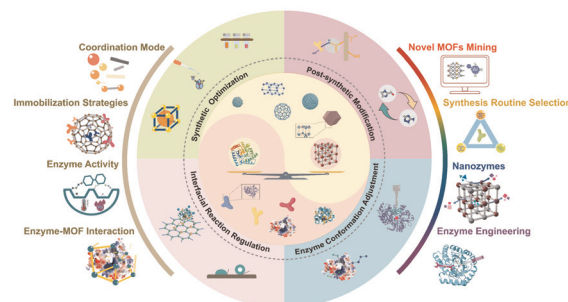 Coordination Mode
Immobilization Strategies
Enzyme Activity
Enzyme-MOF Interaction
Synthetic Optimization
Post-synthetic Modification
Interfacial Reaction Regulation
Enzyme Conformation Adjustment
Novel MOFs Mining
Synthesis Routine Selection
Nanozymes
Enzyme Engineering